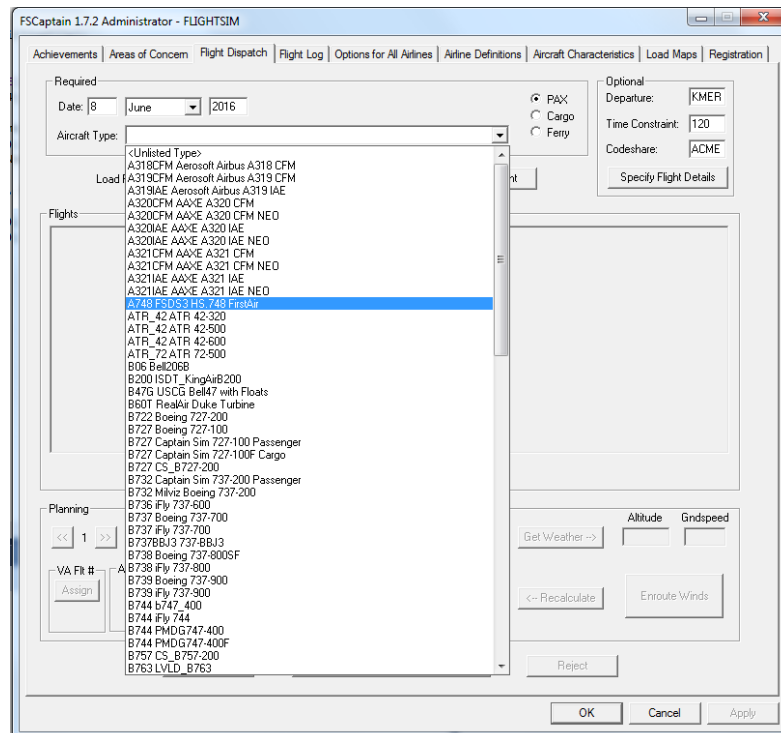 FSCaptain 1.7.2 Administrator - FLIGHTSIM
Achievements Areas of Concern Flight Dispatch Flight Log Options for All Airlines Airline Definitions Aircraft Characteristics Load Maps Registration
Required
Date: 8 June 2016
PAX
Cargo
Ferry
Aircraft Type:
Optional
Departure: KMER
Time Constraint: 120
Codeshare: ACME
Specify Flight Details
Load
<Unlisted Type>
A318CFM Aerosoft Airbus A318 CFM
A319CFM Aerosoft Airbus A319 CFM
A319IAE Aerosoft Airbus A319 IAE
A320CFM AAXE A320 CFM
A320CFM AAXE A320 CFM NEO
A320IAE AAXE A320 IAE
A320IAE AAXE A320 IAE NEO
A321CFM AAXE A321 CFM
A321CFM AAXE A321 CFM NEO
A321IAE AAXE A321 IAE
A321IAE AAXE A321 IAE NEO
A748 FSDS3 HS.748 FirstAir
ATR_42 ATR 42-320
ATR_42 ATR 42-500
ATR_42 ATR 42-600
ATR_72 ATR 72-500
B06 Bell206B
B200 ISDT_KingAirB200
B47G USCG Bell47 with Floats
B60T RealAir Duke Turbine
B722 Boeing 727-200
B727 Boeing 727-100
B727 Captain Sim 727-100 Passenger
B727 Captain Sim 727-100F Cargo
B727 CS_B727-200
B732 Captain Sim 737-200 Passenger
B732 Milviz Boeing 737-200
B736 iFly 737-600
B737 Boeing 737-700
B737 iFly 737-700
B737BBJ3 737-BBJ3
B738 Boeing 737-800SF
B738 iFly 737-800
B739 Boeing 737-900
B739 iFly 737-900
B744 b747_400
B744 iFly 744
B744 PMDG747-400
B744 PMDG747-400F
B757 CS_B757-200
B763 LVLD_B763
Flights
Planning
<< 1 >>
Get Weather -->
Altitude Gndspeed
VA Flt #
Assign
<-- Recalculate
Enroute Winds
Reject
OK Cancel Apply